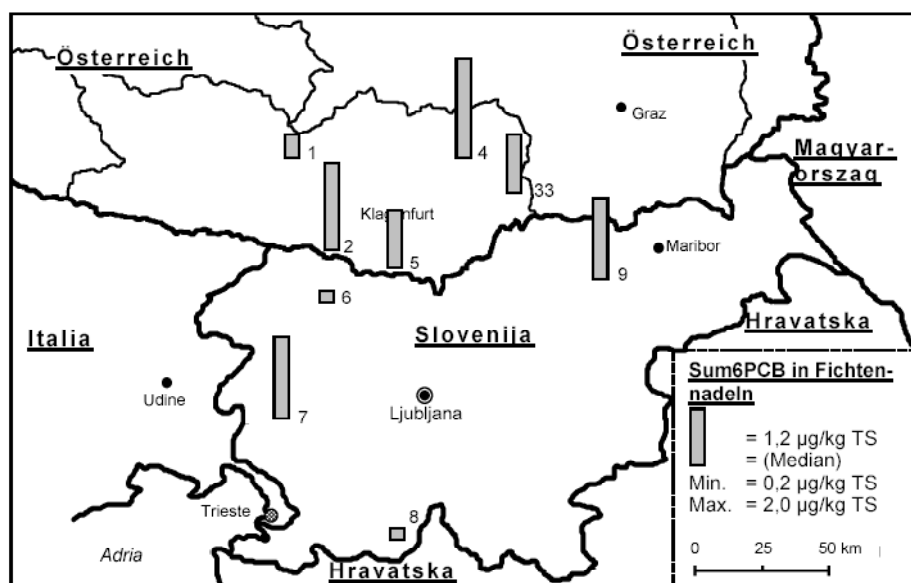 Österreich
Österreich
Graz
Magyar-
orszaq
1
4
33
Klagenfurt
2
5
9
Maribor
6
Italia
Slovenija
Hravatska
Udine
Ljubljana
7
Sum6PCB in Fichten-
nadeln
= 1,2 µg/kg TS
= (Median)
Min. = 0,2 µg/kg TS
Max. = 2,0 µg/kg TS
Trieste
8
Adria
Hravatska
0 25 50 km